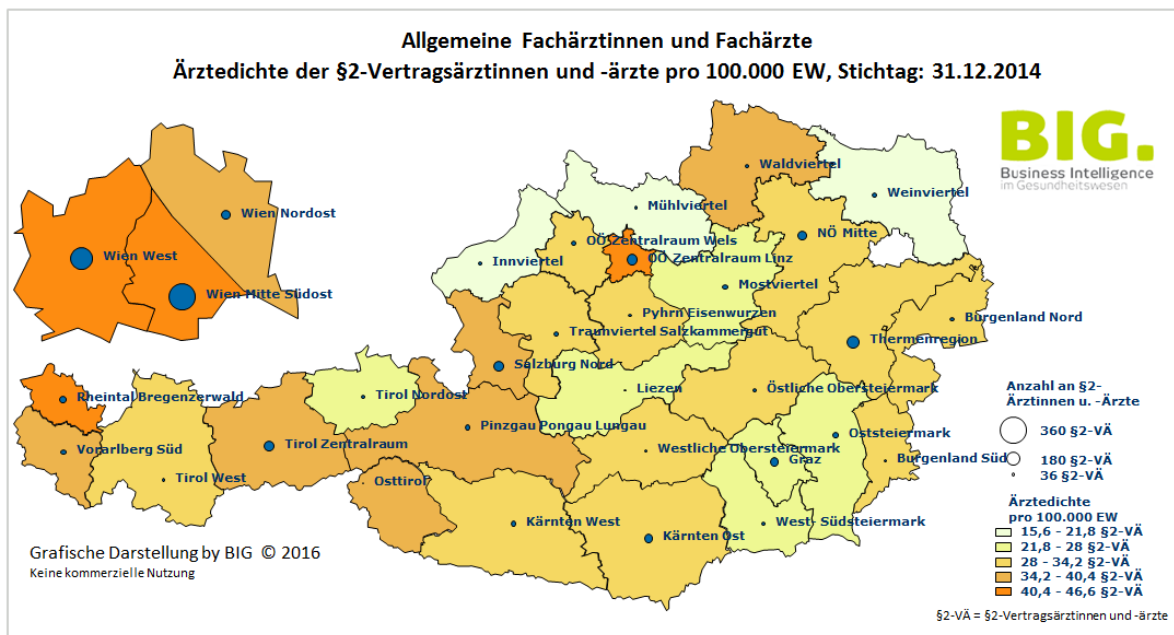 Allgemeine Fachärztinnen und Fachärzte
Ärztedichte der §2-Vertragsärztinnen und -ärzte pro 100.000 EW, Stichtag: 31.12.2014
BIG.
Business Intelligence
im Gesundheitswesen
Waldviertel
Weinviertel
Mühlviertel
Wien Nordost
NÖ Mitte
OÖ Zentralraum Wels
Wien West
OÖ Zentralraum Linz
Innviertel
Mostviertel
Wien Mitte Südost
Pyhrn Eisenwurzen
Burgenland Nord
Traunviertel Salzkammergut
Thermenregion
Salzburg Nord
Liezen
Östliche Obersteiermark
Rheintal Bregenzerwald
Tirol Nordost
Pinzgau Pongau Lungau
Oststeiermark
Tirol Zentralraum
Vorarlberg Süd
Westliche Obersteiermark
Graz
Burgenland Süd
Tirol West
Osttirol
Kärnten West
West- Südsteiermark
Kärnten Ost
Anzahl an §2-
Ärztinnen u. -Ärzte
360 §2-VÄ
180 §2-VÄ
36 §2-VÄ
Ärztedichte
pro 100.000 EW
15,6 - 21,8 §2-VÄ
21,8 - 28 §2-VÄ
28 - 34,2 §2-VÄ
34,2 - 40,4 §2-VÄ
40,4 - 46,6 §2-VÄ
Grafische Darstellung by BIG © 2016
Keine kommerzielle Nutzung
§2-VÄ = §2-Vertragsärztinnen und -ärzte